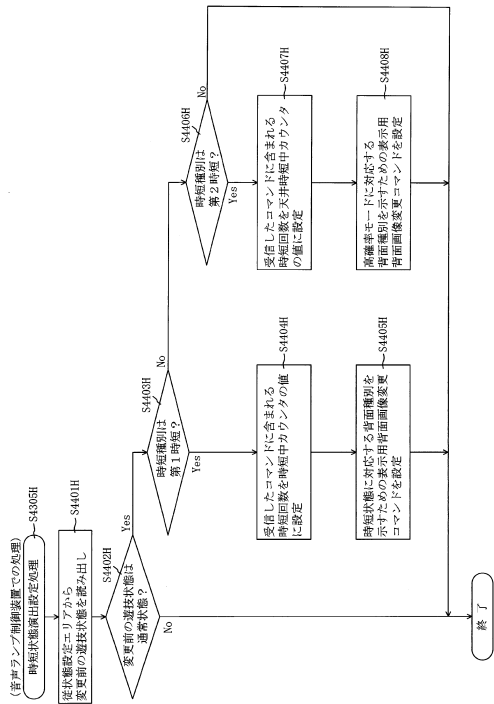 (音声ランプ制御装置での処理)
時短状態演出設定処理
S4305H
従状態設定エリアから
変更前の遊技状態を読み出し
S4401H
変更前の遊技状態は
通常状態?
S4402H
Yes
No
時短種別は
第1時短?
S4403H
Yes
No
受信したコマンドに含まれる
時短回数を時短中カウンタの値
に設定
S4404H
時短状態に対応する背面種別を
示すための表示用背面画像変更
コマンドを設定
S4405H
時短種別は
第2時短?
S4406H
Yes
No
受信したコマンドに含まれる
時短回数を天井時短中カウンタ
の値に設定
S4407H
高確率モードに対応する
背面種別を示すための表示用
背面画像変更コマンドを設定
S4408H
終了